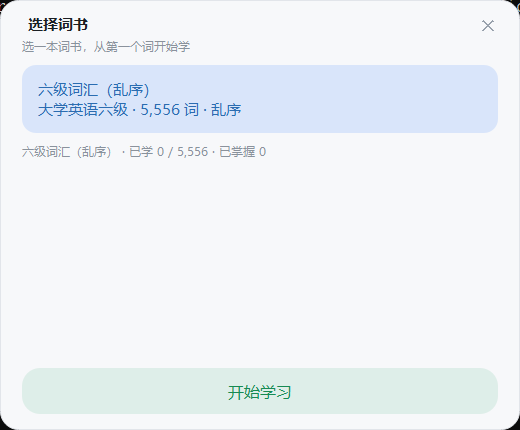 选择词书
选一本词书，从第一个词开始学
六级词汇（乱序）
大学英语六级 · 5,556 词 · 乱序
六级词汇（乱序） · 已学 0 / 5,556 · 已掌握 0
开始学习